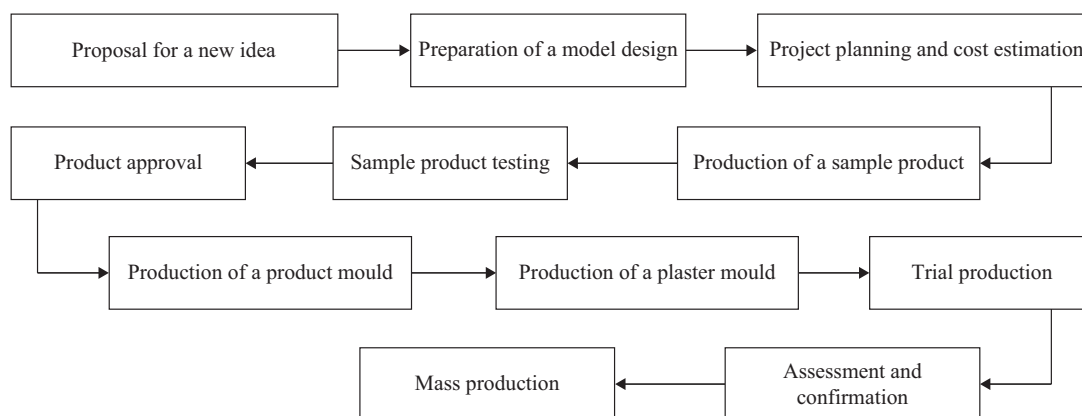 Proposal for a new idea
Preparation of a model design
Project planning and cost estimation
Production of a sample product
Sample product testing
Product approval
Production of a product mould
Production of a plaster mould
Trial production
Assessment and
confirmation
Mass production